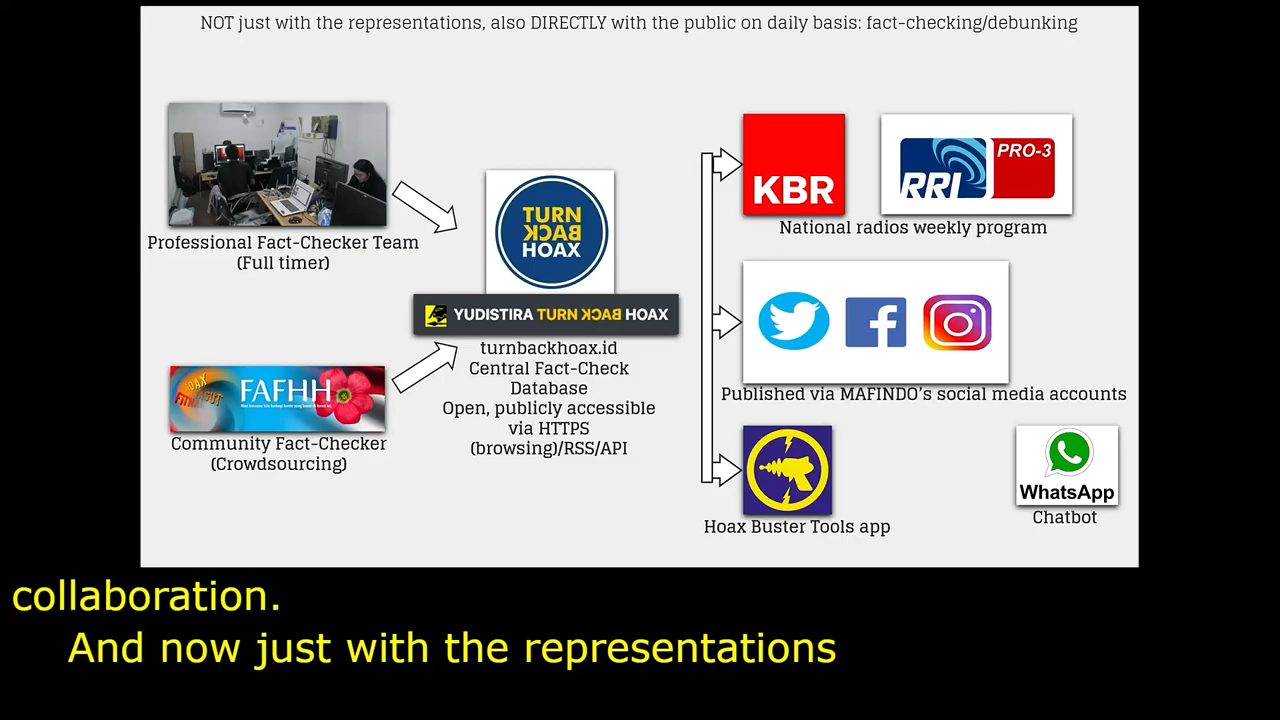 NOT just with the representations, also DIRECTLY with the public on daily basis: fact-checking/debunking
Professional Fact-Checker Team
(Full timer)
FAFHH
Community Fact-Checker
(Crowdsourcing)
TURN
BACK
HOAX
YUDISTIRA TURN BACK HOAX
turnbackhoax.id
Central Fact-Check
Database
Open, publicly accessible
via HTTPS
(browsing)/RSS/API
KBR
RRI PRO-3
National radios weekly program
Published via MAFINDO's social media accounts
Hoax Buster Tools app
WhatsApp
Chatbot
collaboration.
And now just with the representations